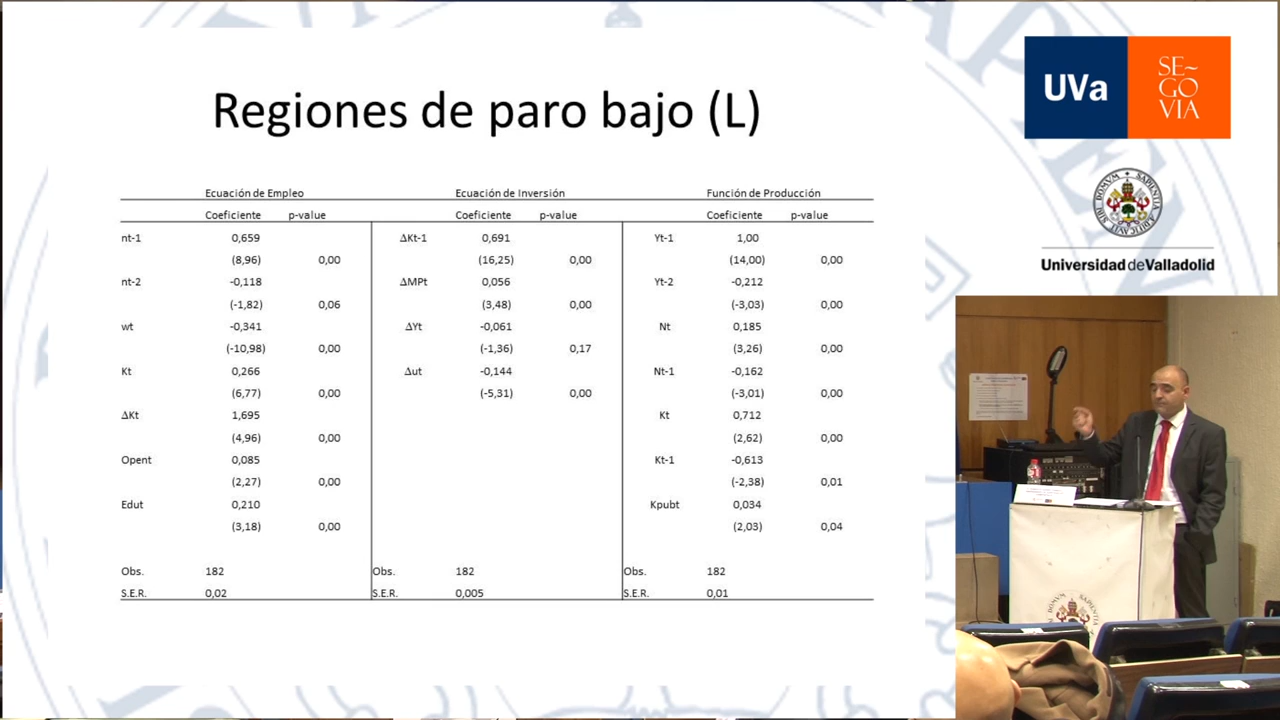 Regiones de paro bajo (L)
Ecuación de Empleo Ecuación de Inversión Función de Producción
Coeficiente p-value Coeficiente p-value Coeficiente p-value
nt-1 0,659 ΔKt-1 0,691 Yt-1 1,00
(8,96) 0,00 (16,25) 0,00 (14,00) 0,00
nt-2 -0,118 ΔMPt 0,056 Yt-2 -0,212
(-1,82) 0,06 (3,48) 0,00 (-3,03) 0,00
wt -0,341 ΔYt -0,061 Nt 0,185
(-10,98) 0,00 (-1,36) 0,17 (3,26) 0,00
Kt 0,266 Δut -0,144 Nt-1 -0,162
(6,77) 0,00 (-5,31) 0,00 (-3,01) 0,00
ΔKt 1,695 Kt 0,712
(4,96) 0,00 (2,62) 0,00
Opent 0,085 Kt-1 -0,613
(2,27) 0,00 (-2,38) 0,01
Edut 0,210 Kpubt 0,034
(3,18) 0,00 (2,03) 0,04
Obs. 182 Obs. 182 Obs. 182
S.E.R. 0,02 S.E.R. 0,005 S.E.R. 0,01
UVa
SE~
GO
VIA
Universidad de Valladolid